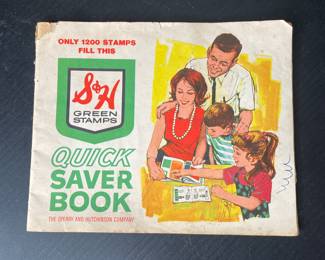 ONLY 1200 STAMPS
FILL THIS
S&H
GREEN
STAMPS
QUICK
SAVER
BOOK
THE SPERRY AND HUTCHINSON COMPANY